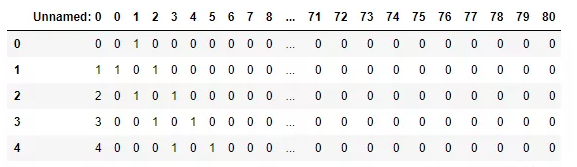 Unnamed: 0 0 1 2 3 4 5 6 7 8 ... 71 72 73 74 75 76 77 78 79 80
0 0 0 1 0 0 0 0 0 0 0 ... 0 0 0 0 0 0 0 0 0 0
1 1 1 0 1 0 0 0 0 0 0 ... 0 0 0 0 0 0 0 0 0 0
2 2 0 1 0 1 0 0 0 0 0 ... 0 0 0 0 0 0 0 0 0 0
3 3 0 0 1 0 1 0 0 0 0 ... 0 0 0 0 0 0 0 0 0 0
4 4 0 0 0 1 0 1 0 0 0 ... 0 0 0 0 0 0 0 0 0 0